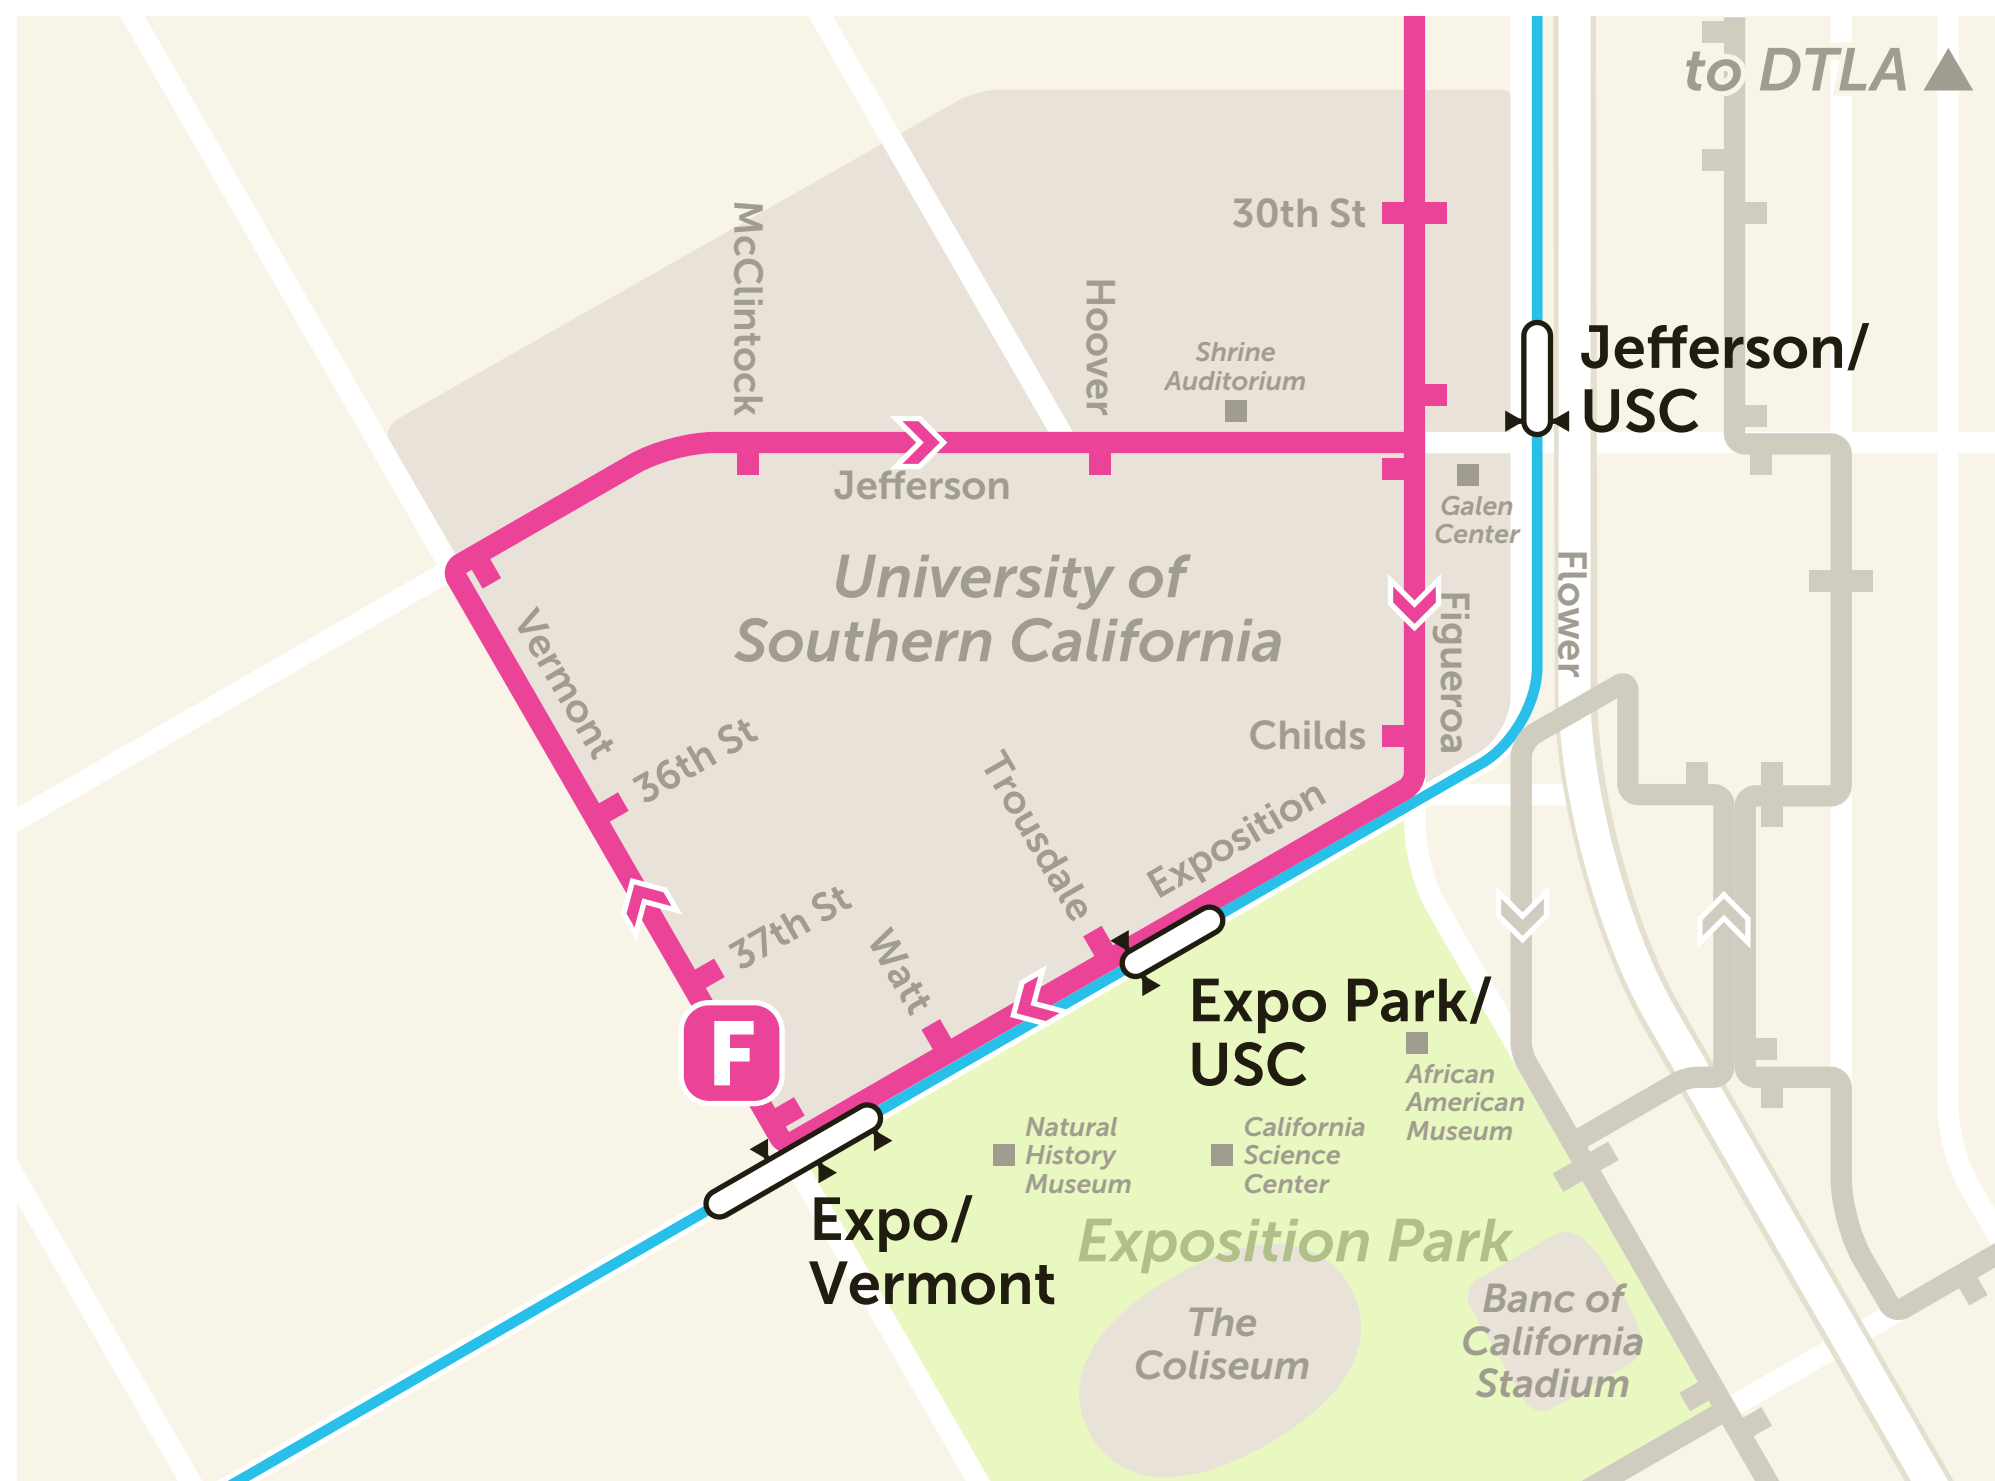 to DTLA
McClintock
30th St
Hoover
Shrine
Auditorium
Jefferson/
USC
Jefferson
Galen
Center
University of
Southern California
Flower
Figueroa
Vermont
36th St
Childs
Trousdale
Exposition
37th St
Watt
F
Expo Park/
USC
African
American
Museum
Natural
History
Museum
California
Science
Center
Expo/
Vermont
Exposition Park
The
Coliseum
Banc of
California
Stadium